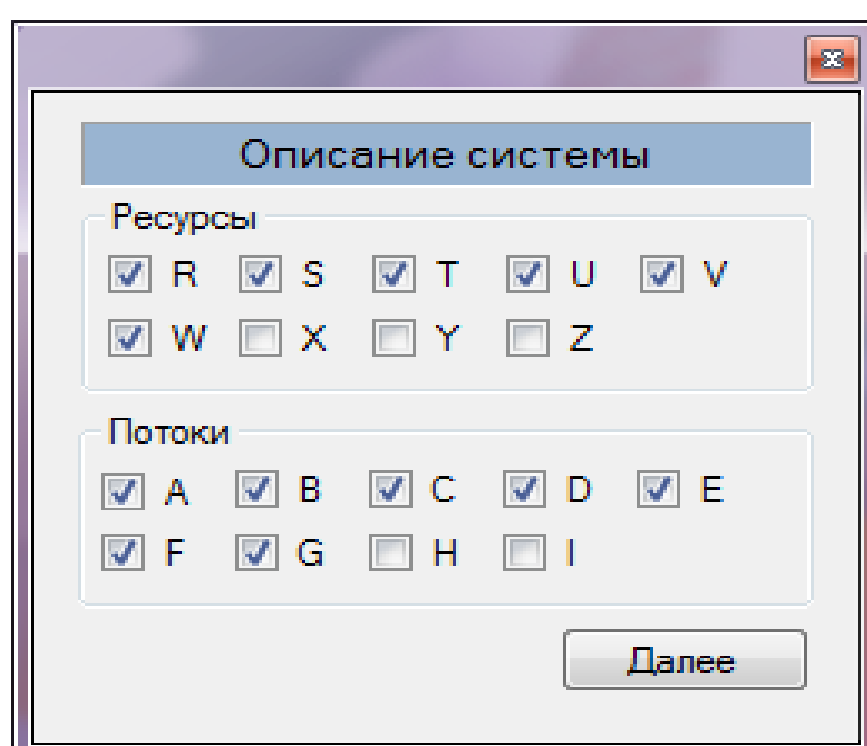 Описание системы
Ресурсы
R S T U V
W X Y Z
Потоки
A B C D E
F G H I
Далее